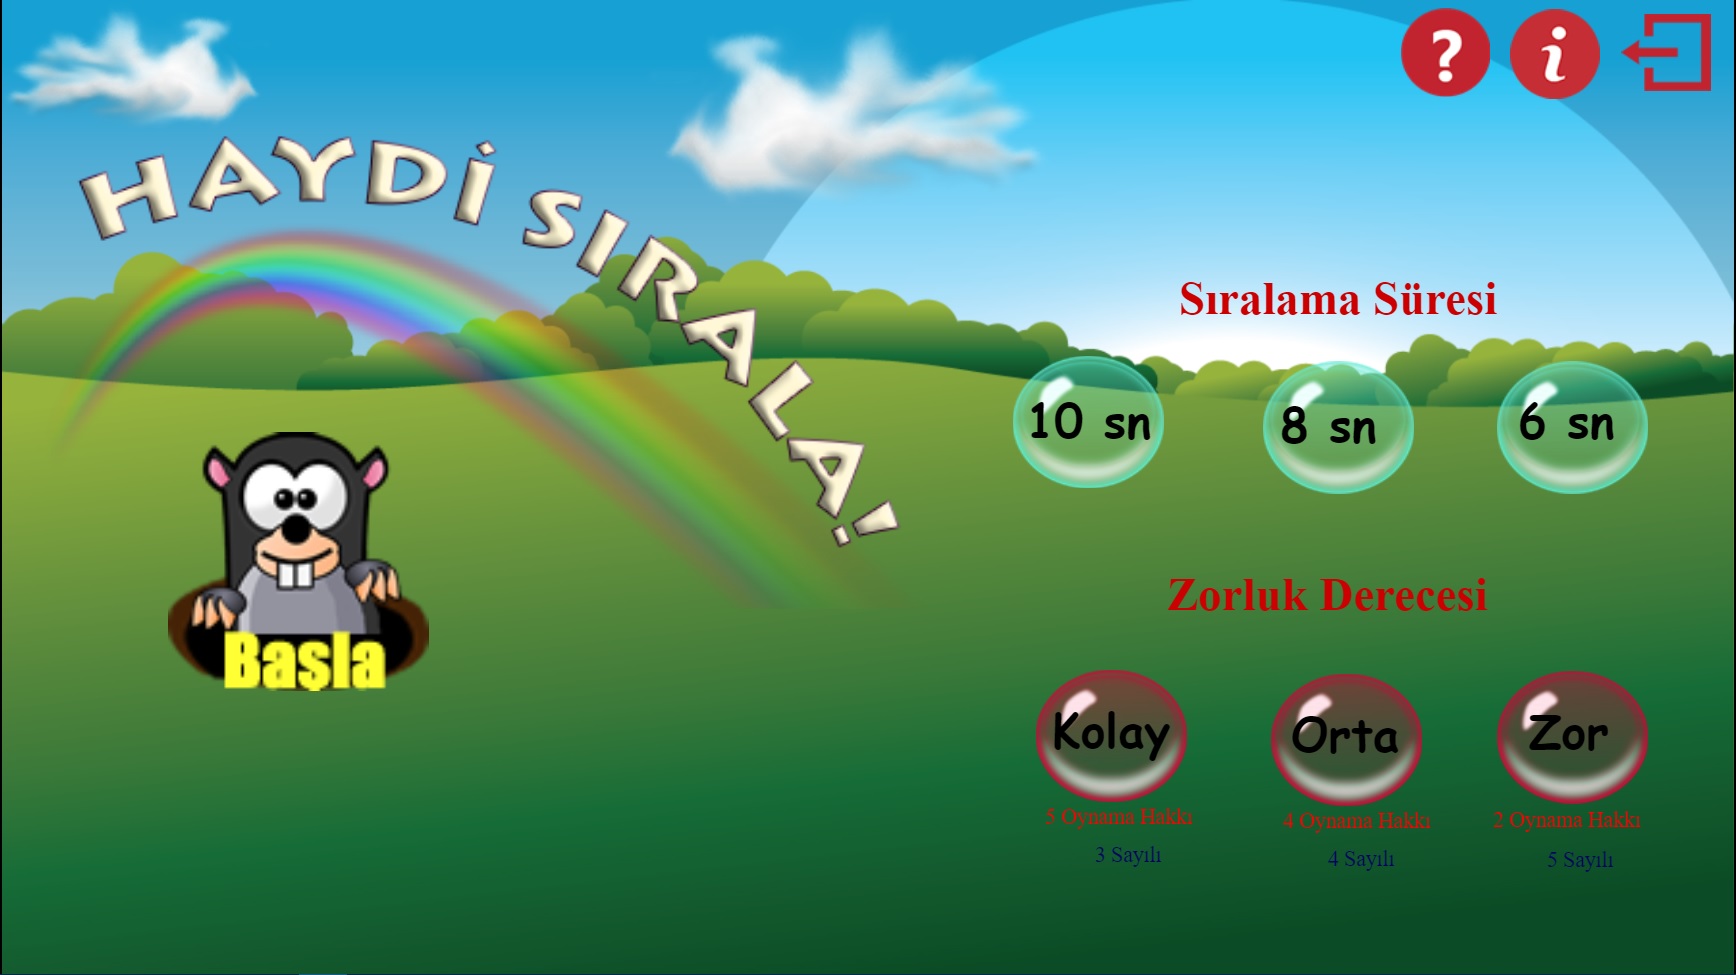 ? i
HAYDİ SIRALA!
Sıralama Süresi
10 sn 8 sn 6 sn
Başla
Zorluk Derecesi
Kolay Orta Zor
5 Oynama Hakkı 4 Oynama Hakkı 2 Oynama Hakkı
3 Sayılı 4 Sayılı 5 Sayılı